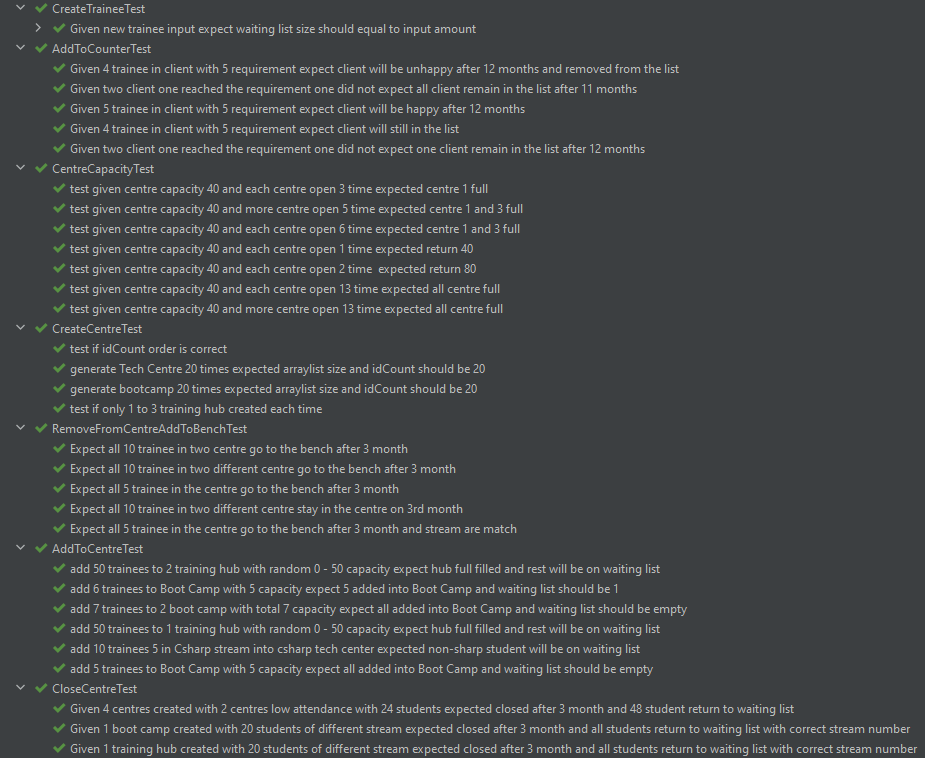 CreateTraineeTest
Given new trainee input expect waiting list size should equal to input amount
AddToCounterTest
Given 4 trainee in client with 5 requirement expect client will be unhappy after 12 months and removed from the list
Given two client one reached the requirement one did not expect all client remain in the list after 11 months
Given 5 trainee in client with 5 requirement expect client will be happy after 12 months
Given 4 trainee in client with 5 requirement expect client will still in the list
Given two client one reached the requirement one did not expect one client remain in the list after 12 months
CentreCapacityTest
test given centre capacity 40 and each centre open 3 time expected centre 1 full
test given centre capacity 40 and more centre open 5 time expected centre 1 and 3 full
test given centre capacity 40 and each centre open 6 time expected centre 1 and 3 full
test given centre capacity 40 and each centre open 1 time expected return 40
test given centre capacity 40 and each centre open 2 time  expected return 80
test given centre capacity 40 and each centre open 13 time expected all centre full
test given centre capacity 40 and more centre open 13 time expected all centre full
CreateCentreTest
test if idCount order is correct
generate Tech Centre 20 times expected arraylist size and idCount should be 20
generate bootcamp 20 times expected arraylist size and idCount should be 20
test if only 1 to 3 training hub created each time
RemoveFromCentreAddToBenchTest
Expect all 10 trainee in two centre go to the bench after 3 month
Expect all 10 trainee in two different centre go to the bench after 3 month
Expect all 5 trainee in the centre go to the bench after 3 month
Expect all 10 trainee in two different centre stay in the centre on 3rd month
Expect all 5 trainee in the centre go to the bench after 3 month and stream are match
AddToCentreTest
add 50 trainees to 2 training hub with random 0 - 50 capacity expect hub full filled and rest will be on waiting list
add 6 trainees to Boot Camp with 5 capacity expect 5 added into Boot Camp and waiting list should be 1
add 7 trainees to 2 boot camp with total 7 capacity expect all added into Boot Camp and waiting list should be empty
add 50 trainees to 1 training hub with random 0 - 50 capacity expect hub full filled and rest will be on waiting list
add 10 trainees 5 in Csharp stream into csharp tech center expected non-sharp student will be on waiting list
add 5 trainees to Boot Camp with 5 capacity expect all added into Boot Camp and waiting list should be empty
CloseCentreTest
Given 4 centres created with 2 centres low attendance with 24 students expected closed after 3 month and 48 student return to waiting list
Given 1 boot camp created with 20 students of different stream expected closed after 3 month and all students return to waiting list with correct stream number
Given 1 training hub created with 20 students of different stream expected closed after 3 month and all students return to waiting list with correct stream number